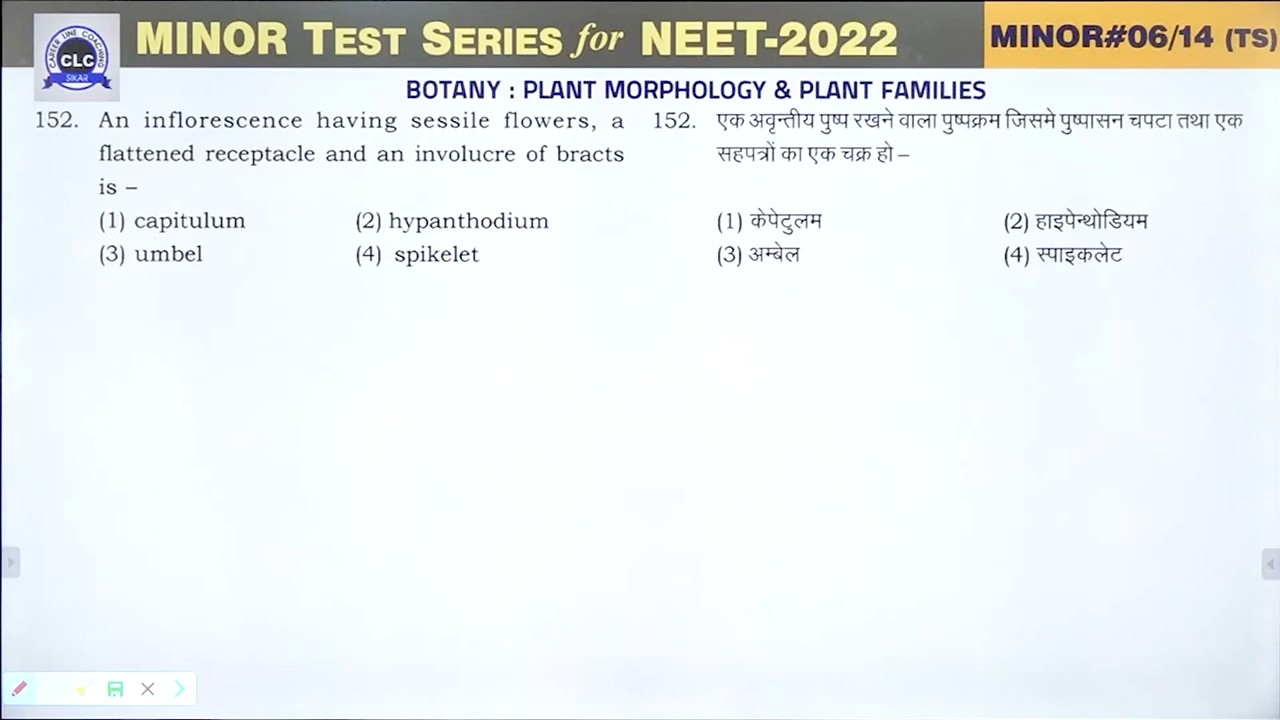 CAREER LINE COACHING
CLC
SIKAR
MINOR TEST SERIES for NEET-2022
MINOR#06/14 (TS)
BOTANY : PLANT MORPHOLOGY & PLANT FAMILIES
152. An inflorescence having sessile flowers, a
flattened receptacle and an involucre of bracts
is –
(1) capitulum (2) hypanthodium
(3) umbel (4) spikelet
152. एक अवृन्तीय पुष्प रखने वाला पुष्पक्रम जिसमे पुष्पासन चपटा तथा एक
सहपत्रों का एक चक्र हो –
(1) केपेटुलम (2) हाइपेन्थोडियम
(3) अम्बेल (4) स्पाइकलेट